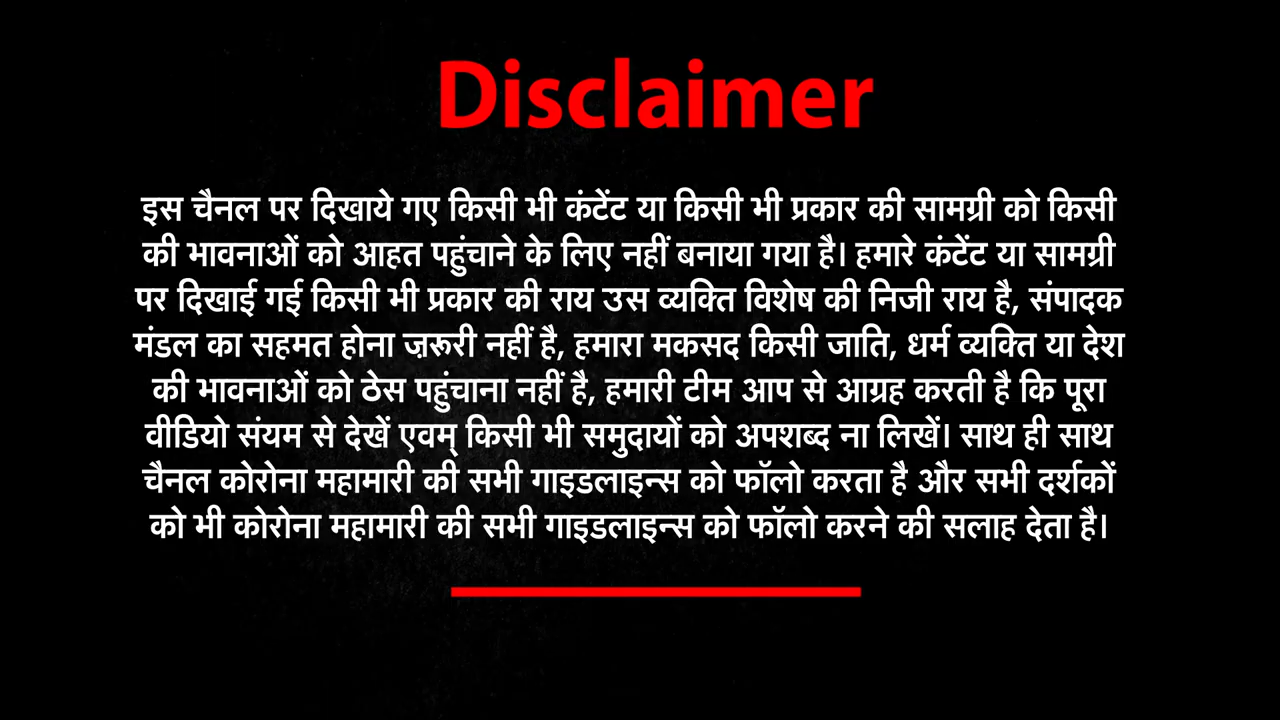 Disclaimer
इस चैनल पर दिखाये गए किसी भी कंटेंट या किसी भी प्रकार की सामग्री को किसी
की भावनाओं को आहत पहुंचाने के लिए नहीं बनाया गया है। हमारे कंटेंट या सामग्री
पर दिखाई गई किसी भी प्रकार की राय उस व्यक्ति विशेष की निजी राय है, संपादक
मंडल का सहमत होना ज़रूरी नहीं है, हमारा मकसद किसी जाति, धर्म व्यक्ति या देश
की भावनाओं को ठेस पहुंचाना नहीं है, हमारी टीम आप से आग्रह करती है कि पूरा
वीडियो संयम से देखें एवम् किसी भी समुदायों को अपशब्द ना लिखें। साथ ही साथ
चैनल कोरोना महामारी की सभी गाइडलाइन्स को फॉलो करता है और सभी दर्शकों
को भी कोरोना महामारी की सभी गाइडलाइन्स को फॉलो करने की सलाह देता है।